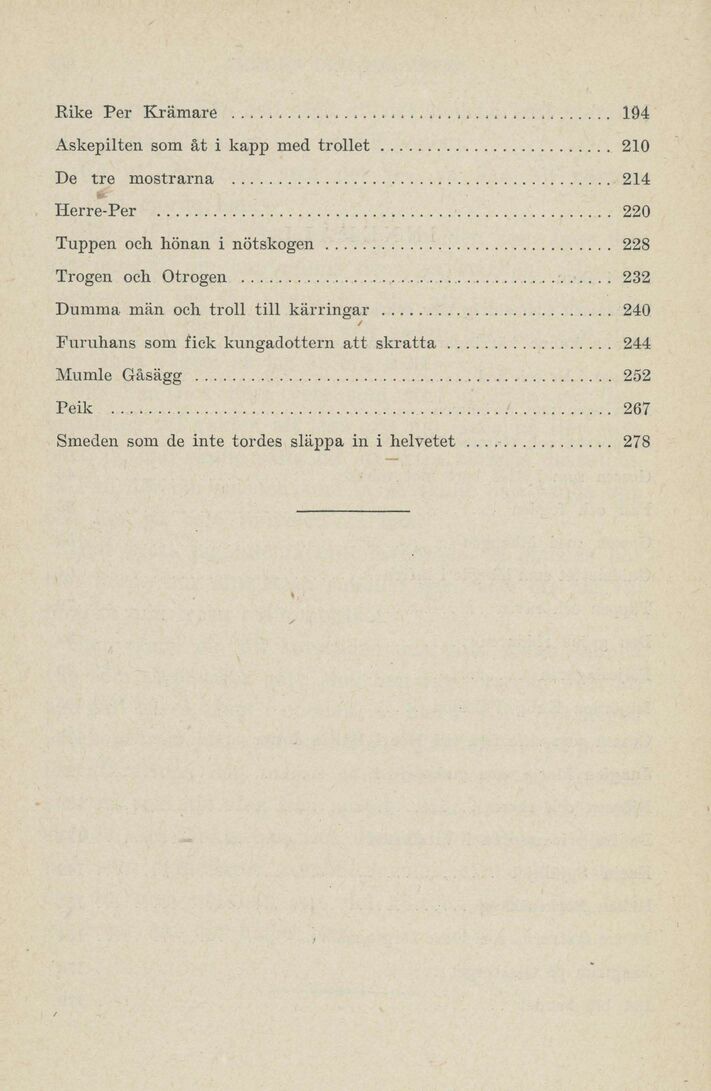 Rike Per Krämare ........................................ 194
Askepilten som åt i kapp med trollet ......................... 210
De tre mostrarna ........................................ 214
Herre-Per ................................................ 220
Tuppen och hönan i nötskogen .............................. 228
Trogen och Otrogen ....................................... 232
Dumma män och troll till kärringar ......................... 240
Furuhans som fick kungadottern att skratta .................. 244
Mumle Gåsägg ............................................ 252
Peik ..................................................... 267
Smeden som de inte tordes släppa in i helvetet ................ 278